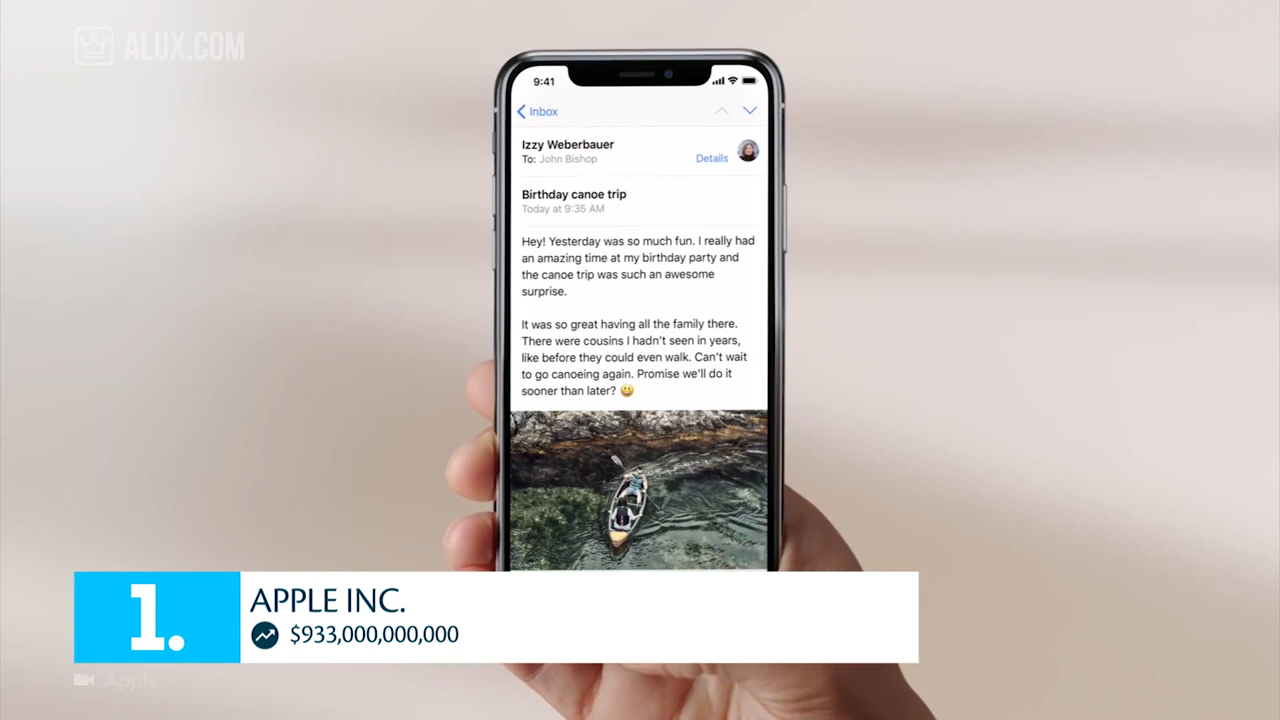 ALUX.COM
9:41
Inbox
Izzy Weberbauer
To: John Bishop
Details
Birthday canoe trip
Today at 9:35 AM
Hey! Yesterday was so much fun. I really had
an amazing time at my birthday party and
the canoe trip was such an awesome
surprise.
It was so great having all the family there.
There were cousins I hadn't seen in years,
like before they could even walk. Can't wait
to go canoeing again. Promise we'll do it
sooner than later? 😃
1.
APPLE INC.
$933,000,000,000
Apple